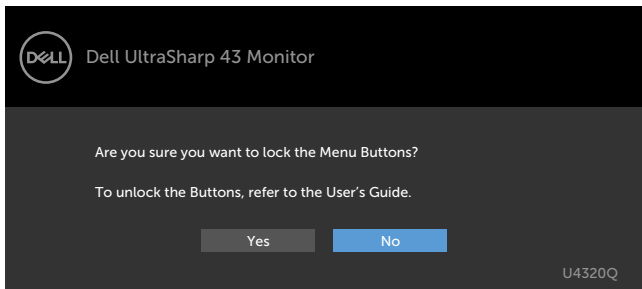 DELL Dell UltraSharp 43 Monitor
Are you sure you want to lock the Menu Buttons?
To unlock the Buttons, refer to the User’s Guide.
Yes No
U4320Q